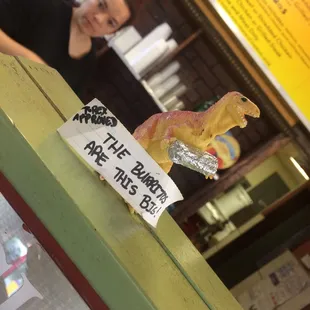 T-REX
APPROVED
THE BURRITOS
ARE THIS BIG!